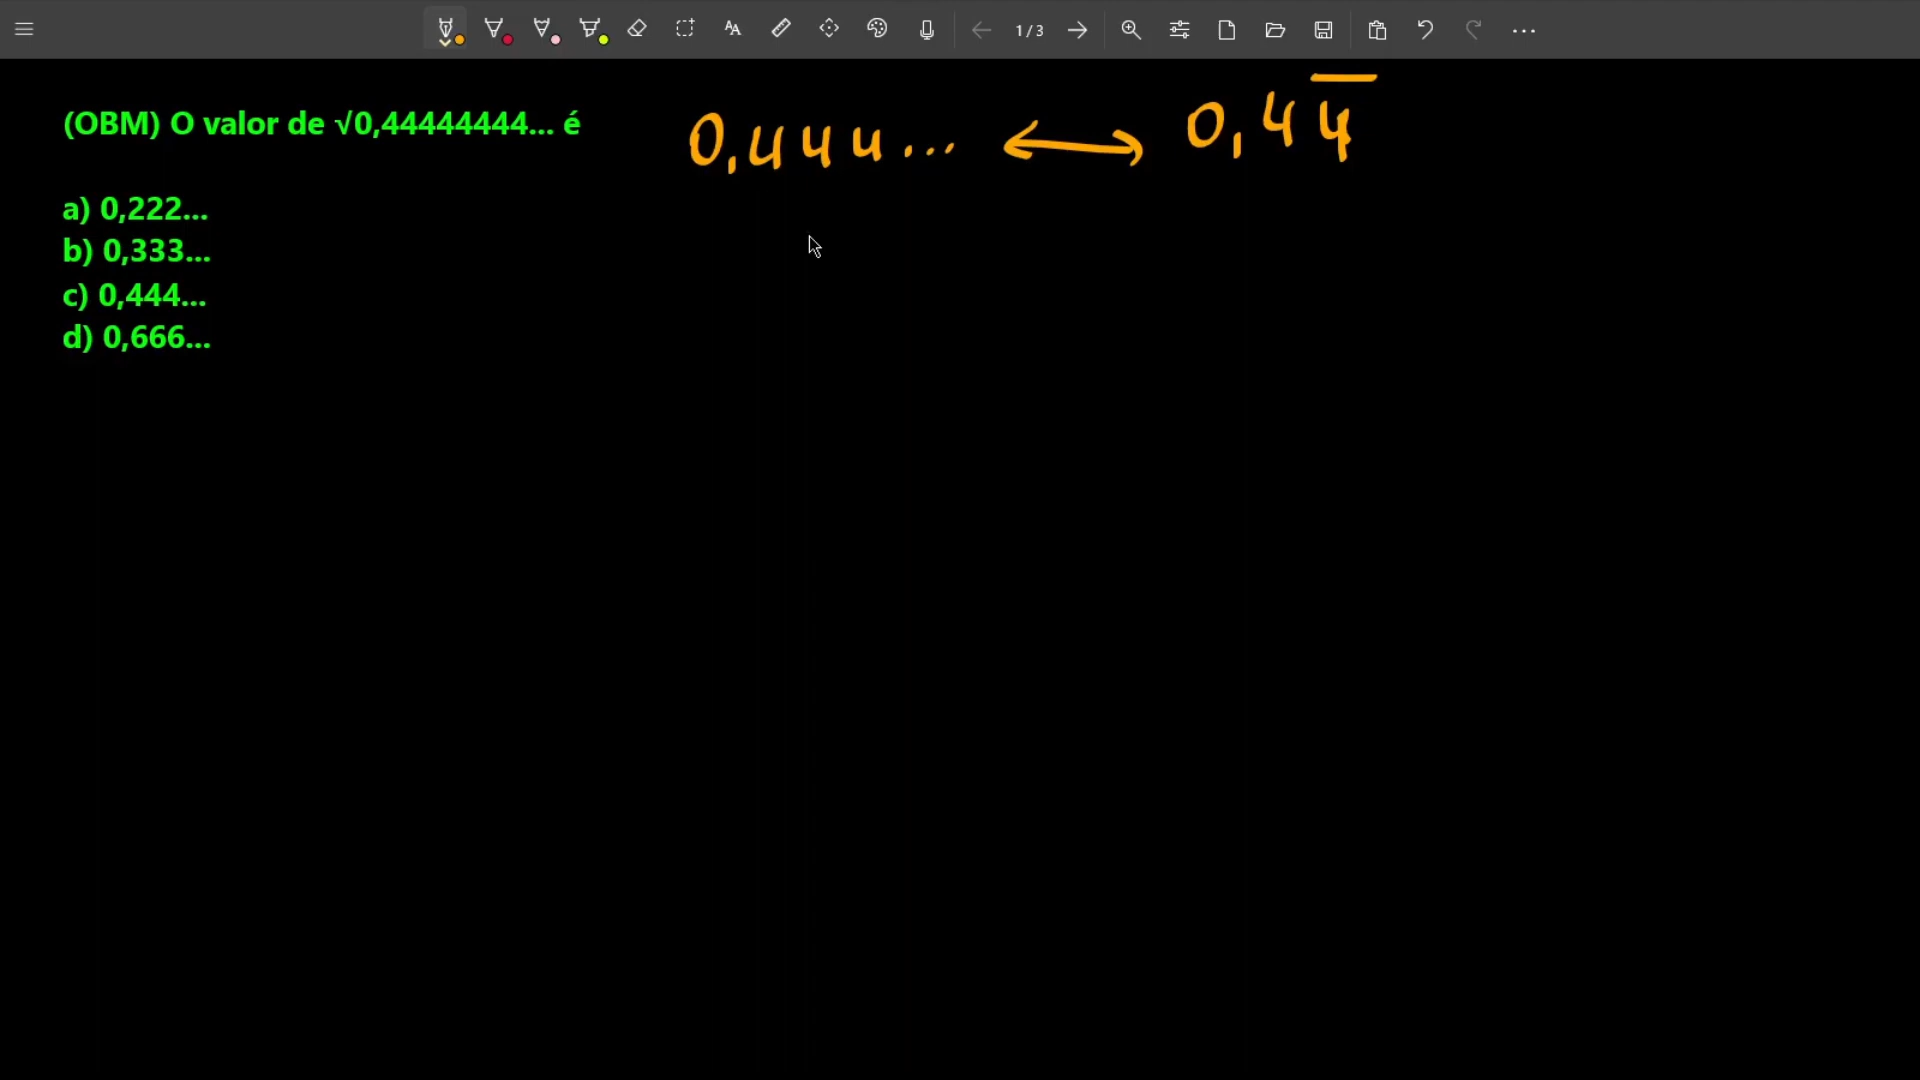 1/3
(OBM) O valor de √0,44444444... é
0,444... ↔ 0,44̅
a) 0,222...
b) 0,333...
c) 0,444...
d) 0,666...